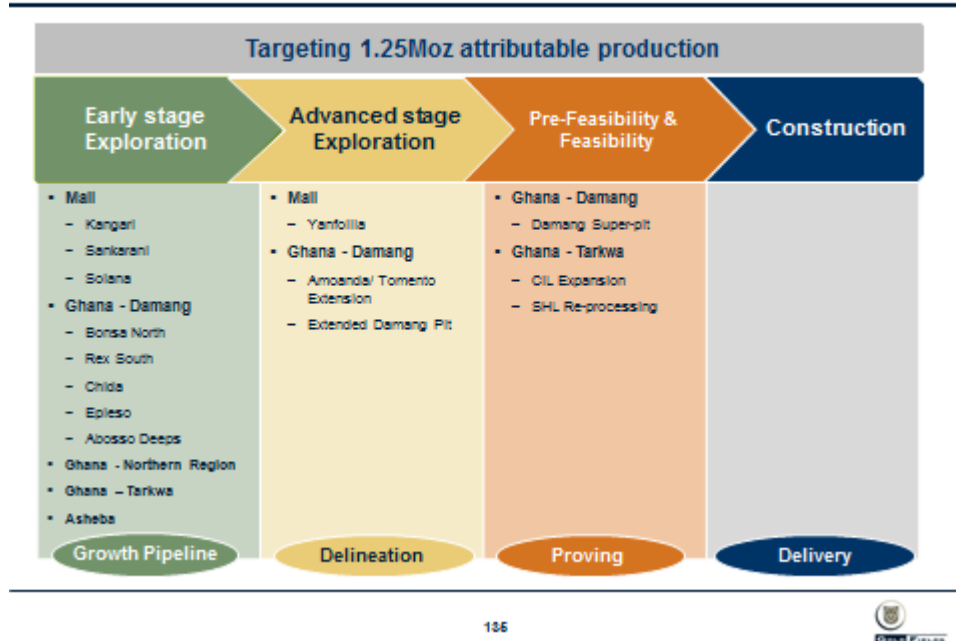 Targeting 1.25Moz attributable production
Early stage
Exploration
Advanced stage
Exploration
Pre-Feasibility &
Feasibility
Construction
▪ Mali
– Kangari
– Sankarani
– Solana
▪ Ghana - Damang
– Bonsa North
– Rex South
– Chida
– Epieso
– Abosso Deeps
▪ Ghana - Northern Region
▪ Ghana – Tarkwa
▪ Asheba
▪ Mali
– Yanfolila
▪ Ghana - Damang
– Amoanda/ Tomento
Extension
– Extended Damang Pit
▪ Ghana - Damang
– Damang Super-pit
▪ Ghana - Tarkwa
– CIL Expansion
– SHL Re-processing
Growth Pipeline
Delineation
Proving
Delivery
135